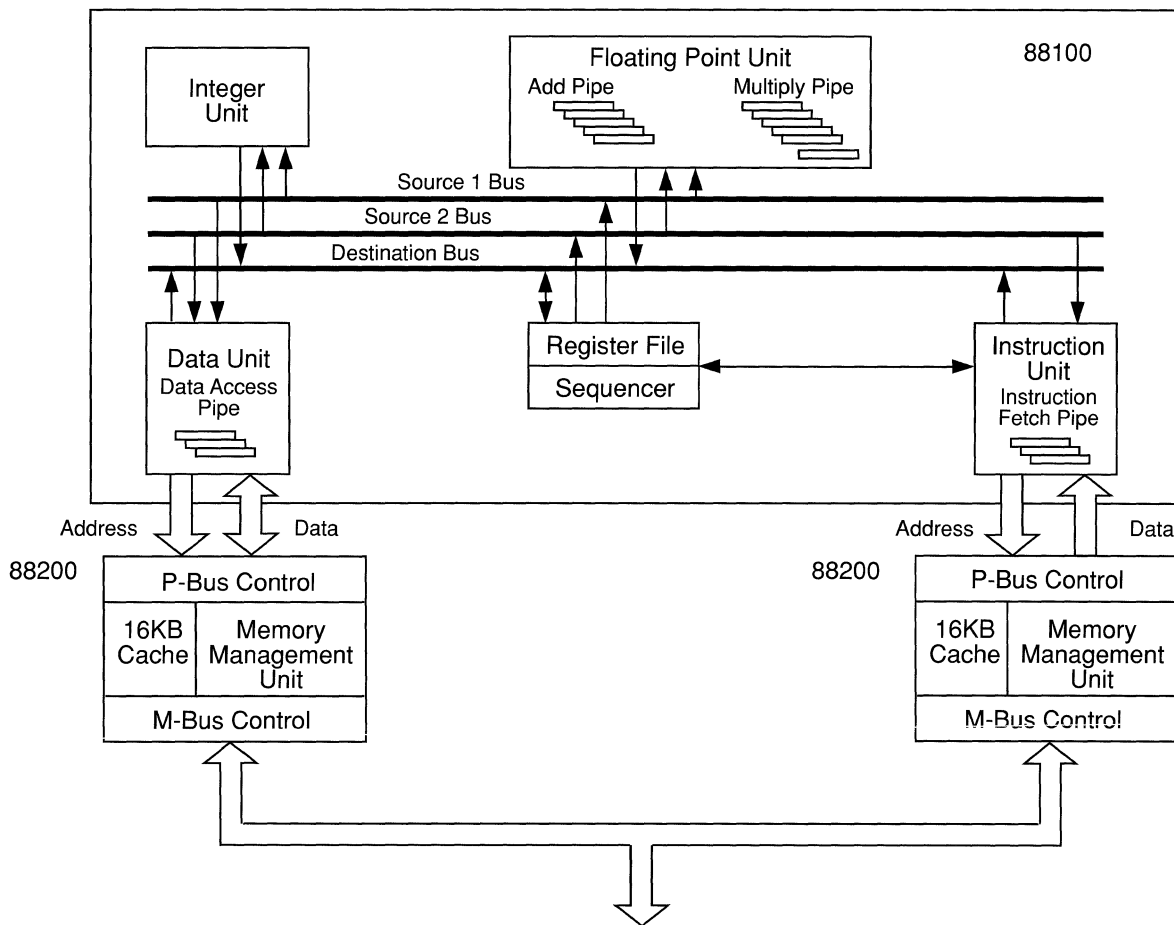 88100
Integer
Unit
Floating Point Unit
Add Pipe
Multiply Pipe
Source 1 Bus
Source 2 Bus
Destination Bus
Data Unit
Data Access
Pipe
Register File
Sequencer
Instruction
Unit
Instruction
Fetch Pipe
Address
Data
Address
Data
88200
P-Bus Control
16KB
Cache
Memory
Management
Unit
M-Bus Control
88200
P-Bus Control
16KB
Cache
Memory
Management
Unit
M-Bus Control